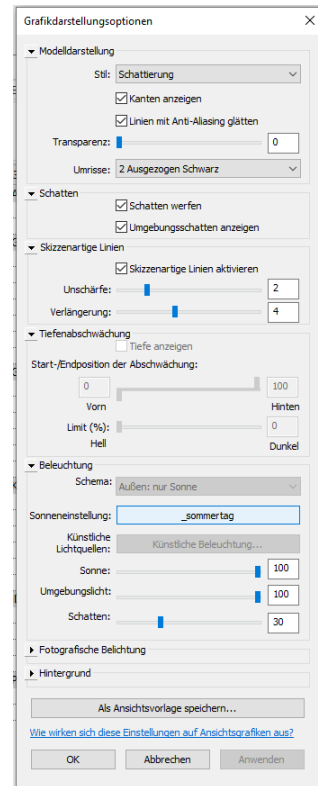 Grafikdarstellungsoptionen
Modelldarstellung
Stil: Schattierung
Kanten anzeigen
Linien mit Anti-Aliasing glätten
Transparenz: 0
Umrisse: 2 Ausgezogen Schwarz
Schatten
Schatten werfen
Umgebungsschatten anzeigen
Skizzenartige Linien
Skizzenartige Linien aktivieren
Unschärfe: 2
Verlängerung: 4
Tiefenabschwächung
Tiefe anzeigen
Start-/Endposition der Abschwächung:
0 100
Vorn Hinten
Limit (%): 0
Hell Dunkel
Beleuchtung
Schema: Außen: nur Sonne
Sonneneinstellung: _sommertag
Künstliche
Lichtquellen: Künstliche Beleuchtung...
Sonne: 100
Umgebungslicht: 100
Schatten: 30
Fotografische Belichtung
Hintergrund
Als Ansichtsvorlage speichern...
Wie wirken sich diese Einstellungen auf Ansichtsgrafiken aus?
OK Abbrechen Anwenden